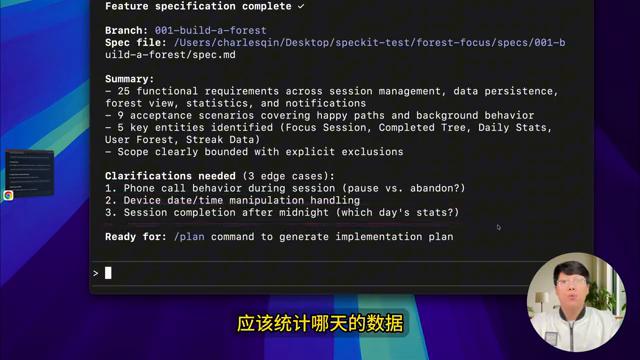 Feature specification complete ✓
Branch: 001-build-a-forest
Spec file: /Users/charlesqin/Desktop/speckit-test/forest-focus/specs/001-b
uild-a-forest/spec.md
Summary:
- 25 functional requirements across session management, data persistence,
forest view, statistics, and notifications
- 9 acceptance scenarios covering happy paths and background behavior
- 5 key entities identified (Focus Session, Completed Tree, Daily Stats,
User Forest, Streak Data)
- Scope clearly bounded with explicit exclusions
Clarifications needed (3 edge cases):
1. Phone call behavior during session (pause vs. abandon?)
2. Device date/time manipulation handling
3. Session completion after midnight (which day's stats?)
Ready for: /plan command to generate implementation plan
>
应该统计哪天的数据